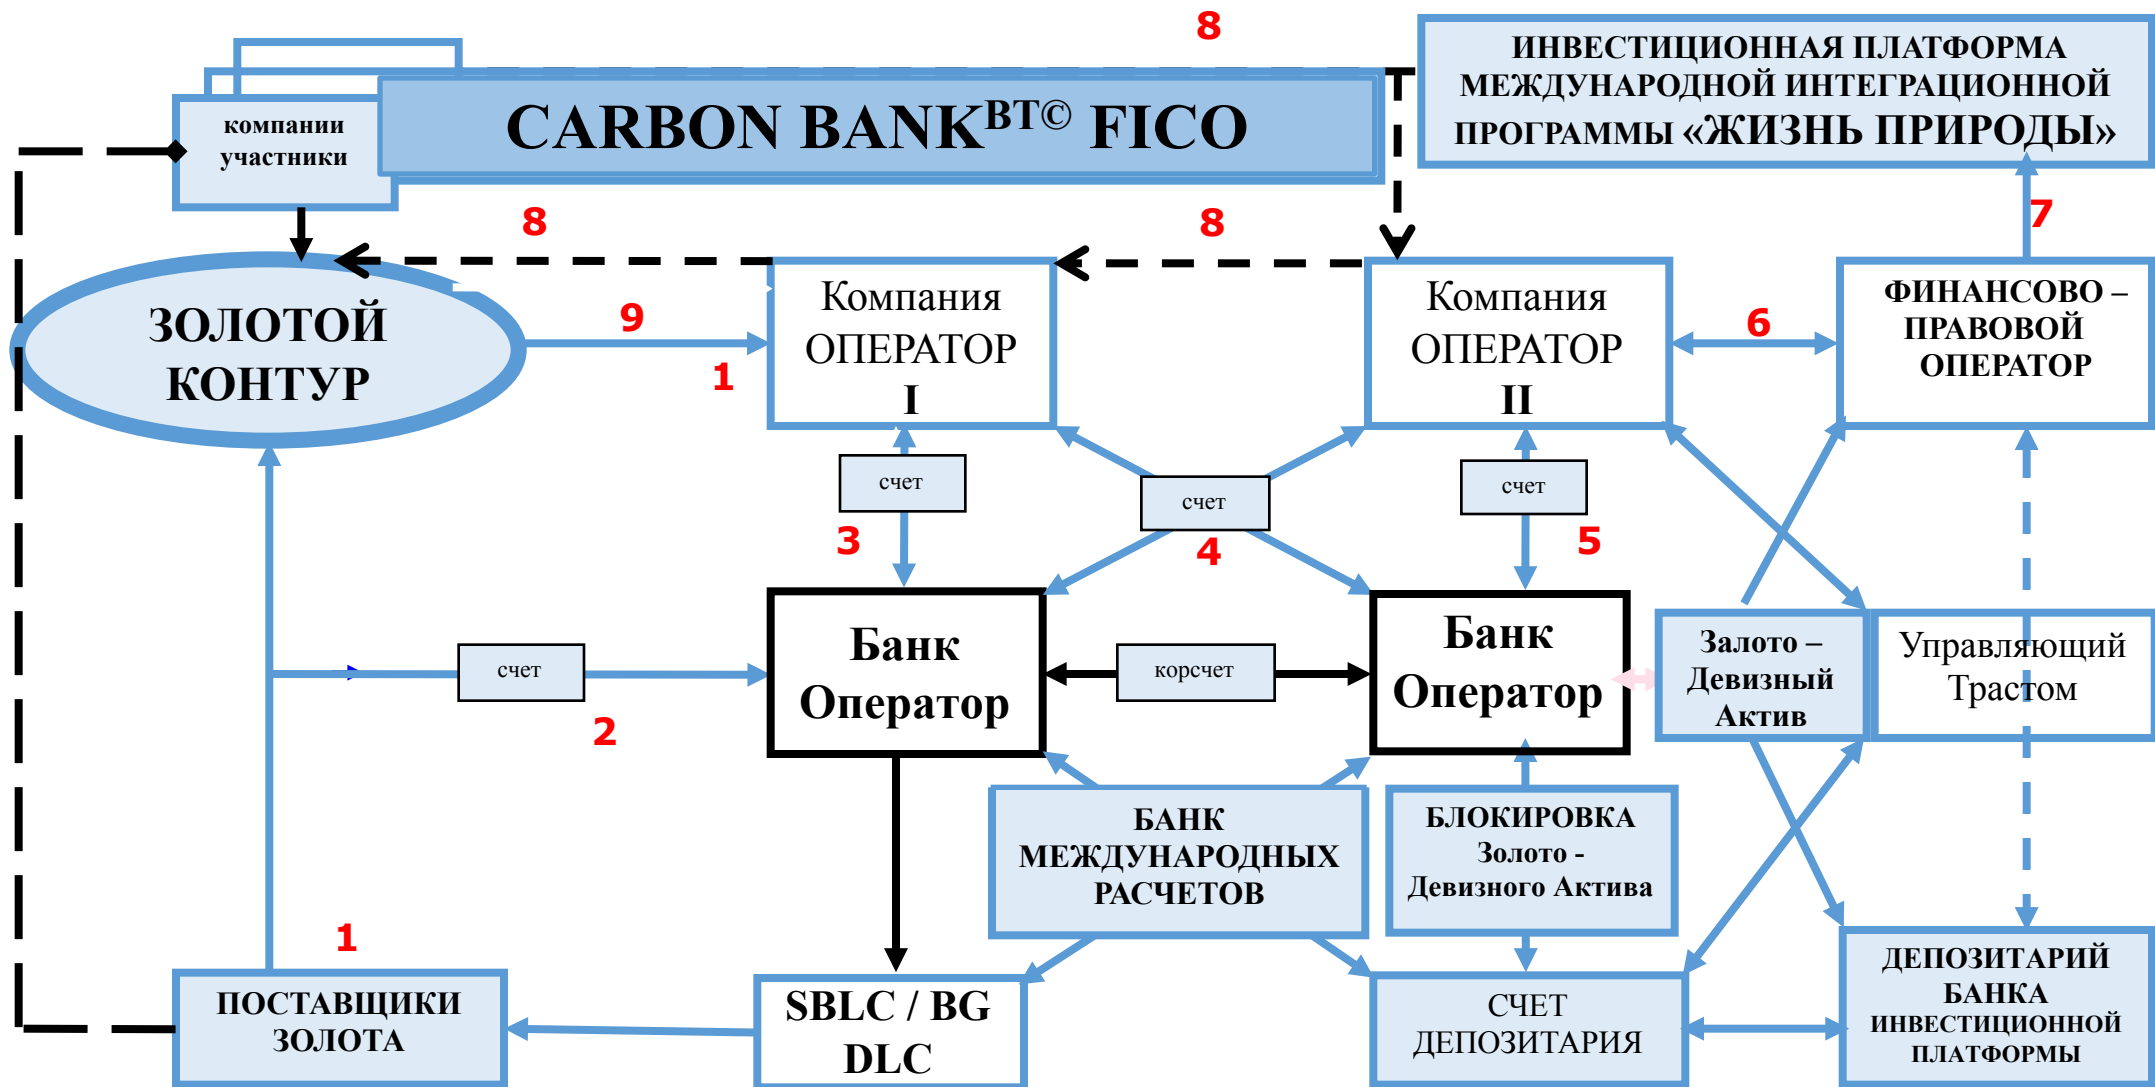 8
ИНВЕСТИЦИОННАЯ ПЛАТФОРМА
МЕЖДУНАРОДНОЙ ИНТЕГРАЦИОННОЙ
ПРОГРАММЫ «ЖИЗНЬ ПРИРОДЫ»
CARBON BANKBT© FICO
компании
участники
8
8
7
ЗОЛОТОЙ
КОНТУР
9
1
Компания
ОПЕРАТОР
I
Компания
ОПЕРАТОР
II
6
ФИНАНСОВО –
ПРАВОВОЙ
ОПЕРАТОР
счет
счет
счет
3
4
5
счет
2
Банк
Оператор
корсчет
Банк
Оператор
Залото –
Девизный
Актив
Управляющий
Трастом
БАНК
МЕЖДУНАРОДНЫХ
РАСЧЕТОВ
БЛОКИРОВКА
Золото -
Девизного Актива
1
ПОСТАВЩИКИ
ЗОЛОТА
SBLC / BG
DLC
СЧЕТ
ДЕПОЗИТАРИЯ
ДЕПОЗИТАРИЙ
БАНКА
ИНВЕСТИЦИОННОЙ
ПЛАТФОРМЫ